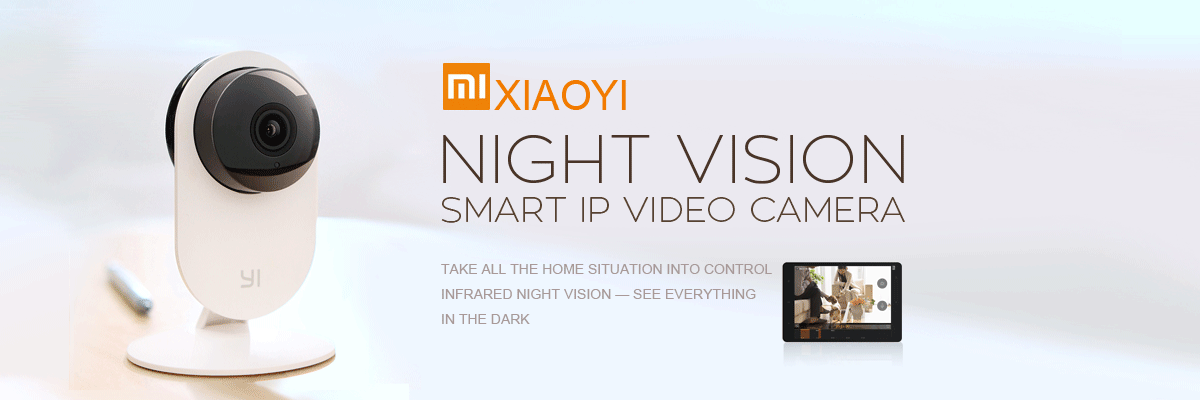 mi XIAOYI
NIGHT VISION
SMART IP VIDEO CAMERA
TAKE ALL THE HOME SITUATION INTO CONTROL
INFRARED NIGHT VISION — SEE EVERYTHING
IN THE DARK
YI